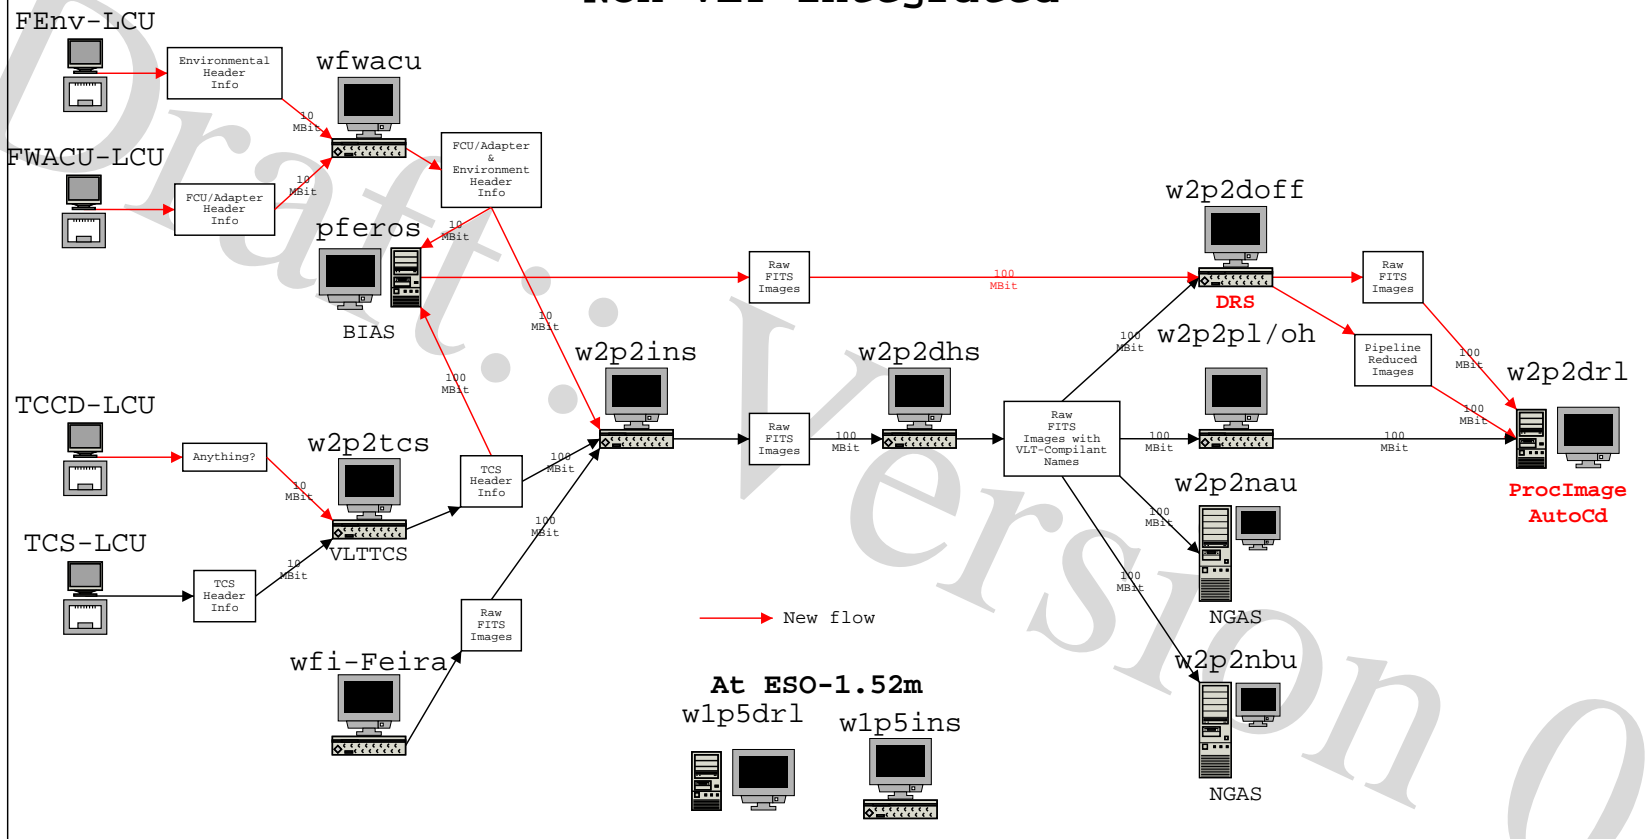 Non-VLT Integrated
FEnv-LCU
Environmental
Header
Info
10
MBit
wfwacu
FWACU-LCU
FCU/Adapter
Header
Info
10
MBit
FCU/Adapter
&
Environment
Header
Info
10
MBit
pferos
BIAS
Raw
FITS
Images
100
MBit
w2p2doff
DRS
Raw
FITS
Images
Pipeline
Reduced
Images
100
MBit
100
MBit
w2p2drl
ProcImage
AutoCd
10
MBit
w2p2ins
w2p2dhs
100
MBit
w2p2pl/oh
100
MBit
TCCD-LCU
Anything?
10
MBit
w2p2tcs
VLTTCS
TCS
Header
Info
100
MBit
100
MBit
Raw
FITS
Images
100
MBit
Raw
FITS
Images with
VLT-Compilant
Names
100
MBit
100
MBit
w2p2nau
NGAS
100
MBit
w2p2nbu
NGAS
TCS-LCU
TCS
Header
Info
10
MBit
wfi-Feira
Raw
FITS
Images
100
MBit
New flow
At ESO-1.52m
w1p5drl
w1p5ins
Draft:: Version 0